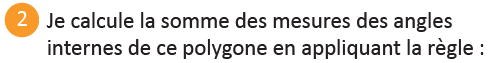 2 Je calcule la somme des mesures des angles
internes de ce polygone en appliquant la règle :